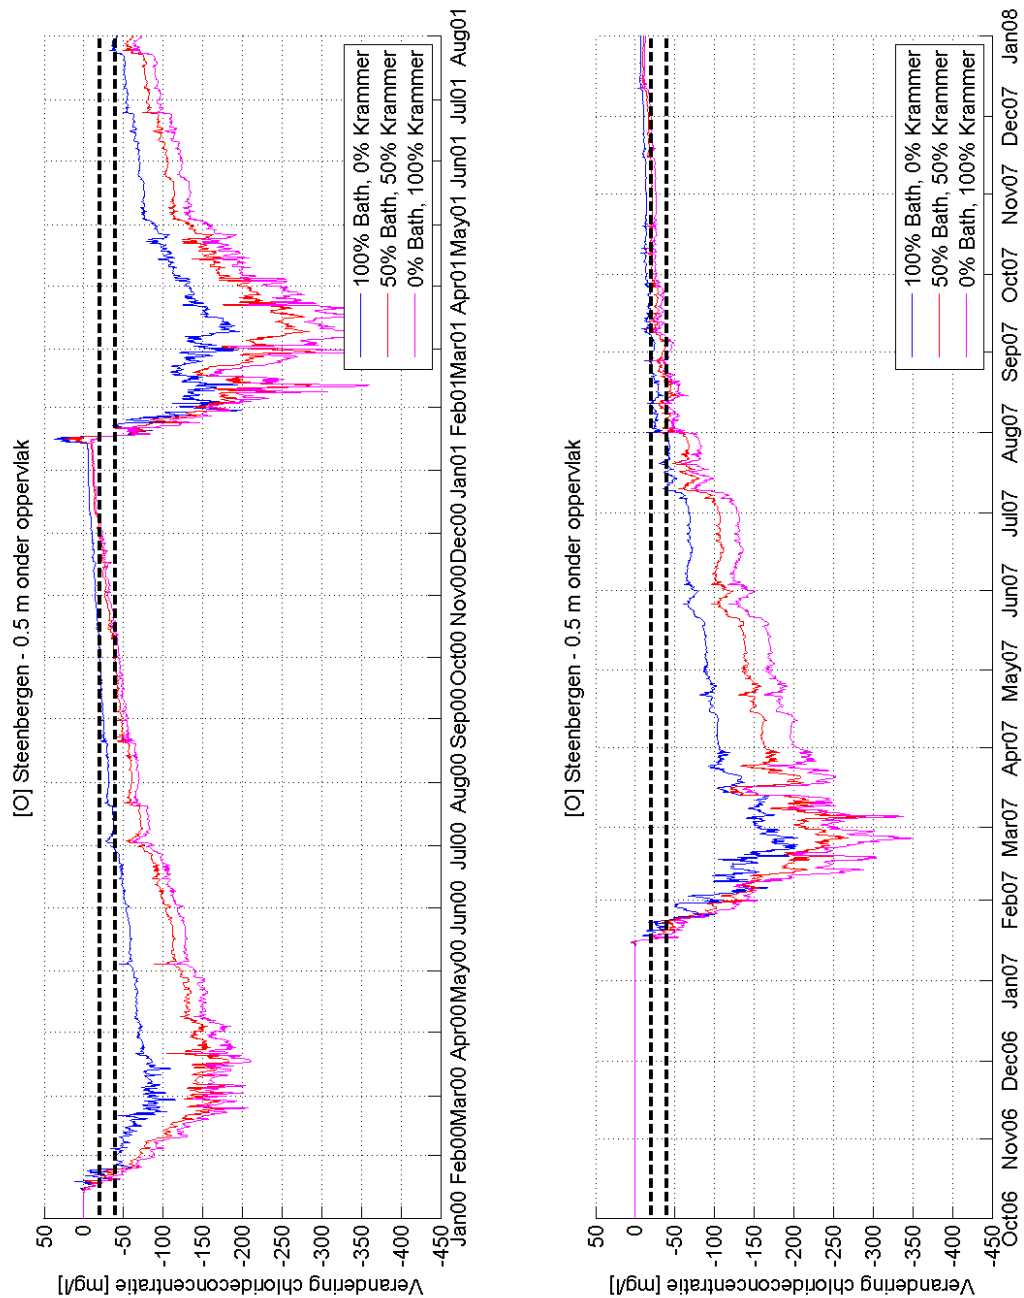 [O] Steenbergen - 0.5 m onder oppervlak
Verandering chlorideconcentratie [mg/l]
50
0
-50
-100
-150
-200
-250
-300
-350
-400
-450
Jan00 Feb00 Mar00 Apr00 May00 Jun00 Jul00 Aug00 Sep00 Oct00 Nov00 Dec00 Jan01 Feb01 Mar01 Apr01 May01 Jun01 Jul01 Aug01
100% Bath, 0% Krammer
50% Bath, 50% Krammer
0% Bath, 100% Krammer
[O] Steenbergen - 0.5 m onder oppervlak
Verandering chlorideconcentratie [mg/l]
50
0
-50
-100
-150
-200
-250
-300
-350
-400
-450
Oct06 Nov06 Dec06 Jan07 Feb07 Mar07 Apr07 May07 Jun07 Jul07 Aug07 Sep07 Oct07 Nov07 Dec07 Jan08
100% Bath, 0% Krammer
50% Bath, 50% Krammer
0% Bath, 100% Krammer